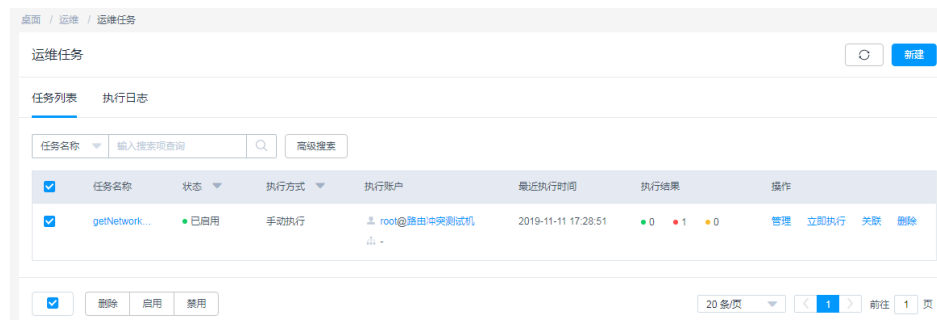 桌面 / 运维 / 运维任务
运维任务 新建
任务列表 执行日志
任务名称 输入搜索项查询 高级搜索
任务名称 状态 执行方式 执行账户 最近执行时间 执行结果 操作
getNetwork... 已启用 手动执行 root@路由冲突测试机 2019-11-11 17:28:51 0 1 0 管理 立即执行 关联 删除
-
删除 启用 禁用 20 条/页 1 前往 1 页